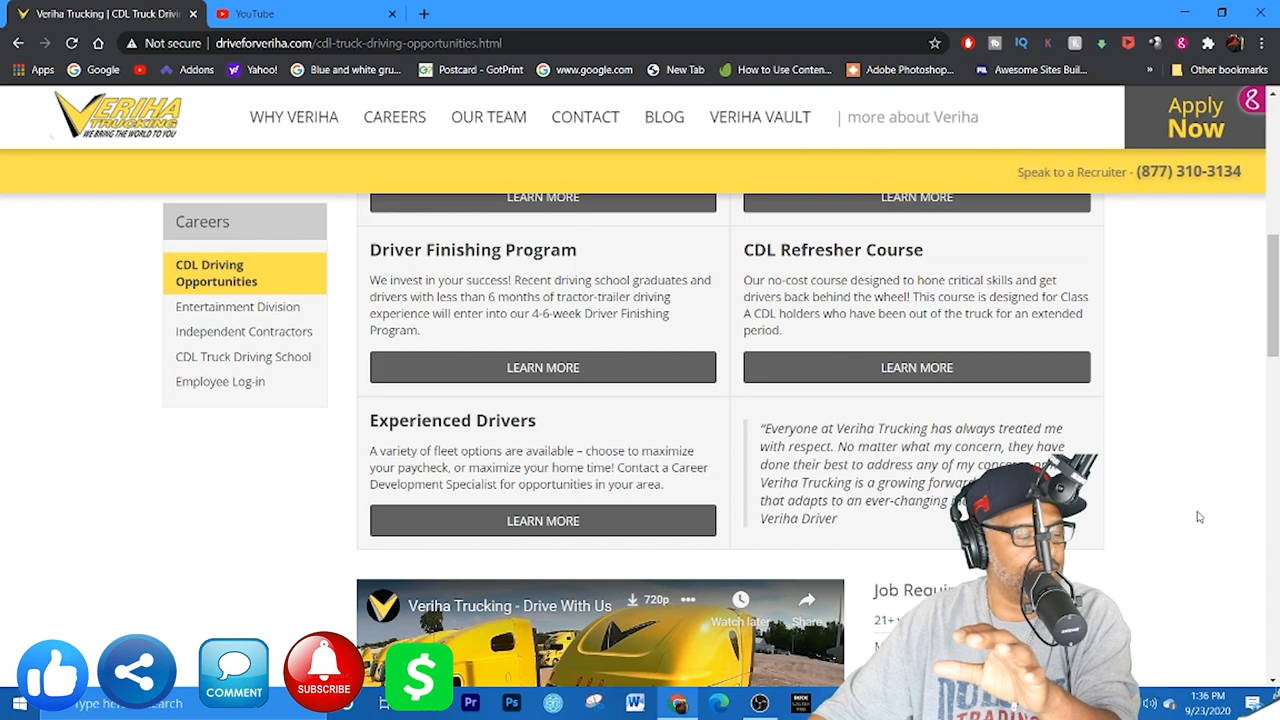 Veriha Trucking | CDL Truck Drivi
YouTube
Not secure | driveforveriha.com/cdl-truck-driving-opportunities.html
Apps
Google
Addons
Yahoo!
Blue and white gru...
Postcard - GotPrint
www.google.com
New Tab
How to Use Conten...
Adobe Photoshop...
Awesome Sites Buil...
»
Other bookmarks
VERIHA
TRUCKING
WE BRING THE WORLD TO YOU
WHY VERIHA
CAREERS
OUR TEAM
CONTACT
BLOG
VERIHA VAULT
| more about Veriha
Apply
Now
Speak to a Recruiter - (877) 310-3134
Careers
CDL Driving
Opportunities
Entertainment Division
Independent Contractors
CDL Truck Driving School
Employee Log-in
LEARN MORE
LEARN MORE
Driver Finishing Program
We invest in your success! Recent driving school graduates and
drivers with less than 6 months of tractor-trailer driving
experience will enter into our 4-6-week Driver Finishing
Program.
LEARN MORE
CDL Refresher Course
Our no-cost course designed to hone critical skills and get
drivers back behind the wheel! This course is designed for Class
A CDL holders who have been out of the truck for an extended
period.
LEARN MORE
Experienced Drivers
A variety of fleet options are available – choose to maximize
your paycheck, or maximize your home time! Contact a Career
Development Specialist for opportunities in your area.
LEARN MORE
“Everyone at Veriha Trucking has always treated me
with respect. No matter what my concern, they have
done their best to address any of my
Veriha Trucking is a growing forward
that adapts to an ever-changing
Veriha Driver
Veriha Trucking - Drive With Us
720p
Watch later
Share
Job
21+
COMMENT
SUBSCRIBE
$
Type here search
1:36 PM
9/23/2020
TRADING